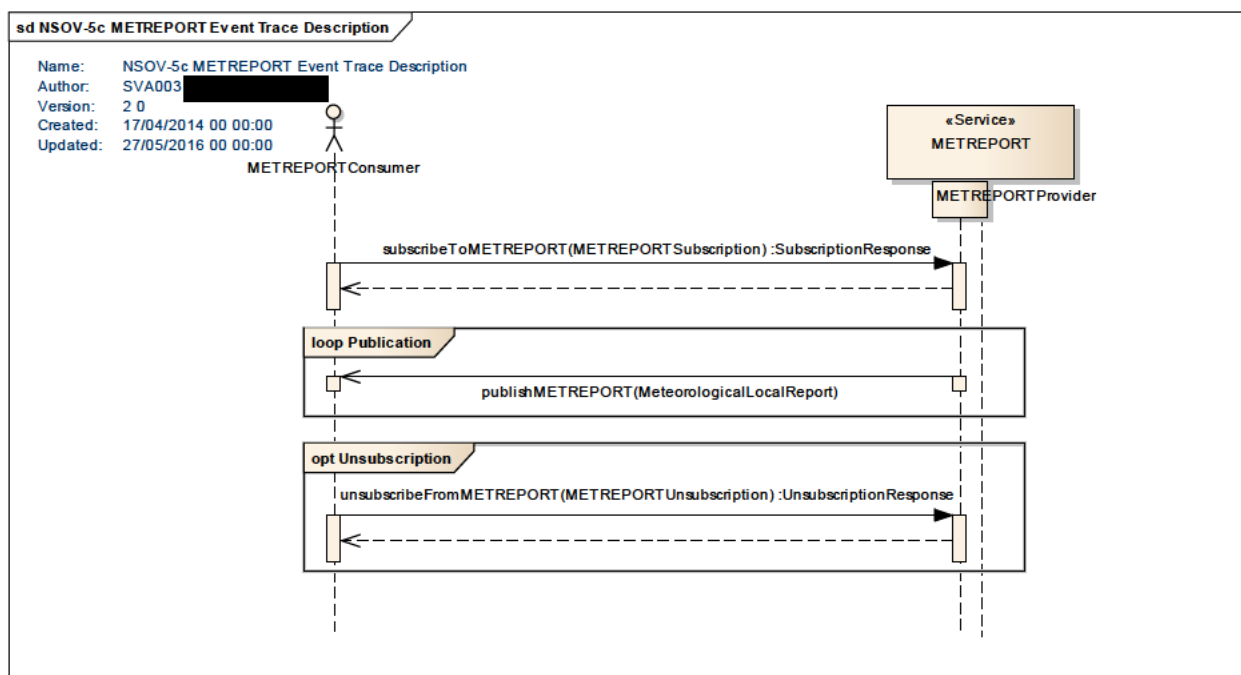 sd NSOV-5c METREPORT Event Trace Description
Name: NSOV-5c METREPORT Event Trace Description
Author: SVA003
Version: 2 0
Created: 17/04/2014 00 00:00
Updated: 27/05/2016 00 00:00
METREPORTConsumer
«Service»
METREPORT
METREPORTProvider
subscribeToMETREPORT(METREPORTSubscription) :SubscriptionResponse
loop Publication
publishMETREPORT(MeteorologicalLocalReport)
opt Unsubscription
unsubscribeFromMETREPORT(METREPORTUnsubscription) :UnsubscriptionResponse